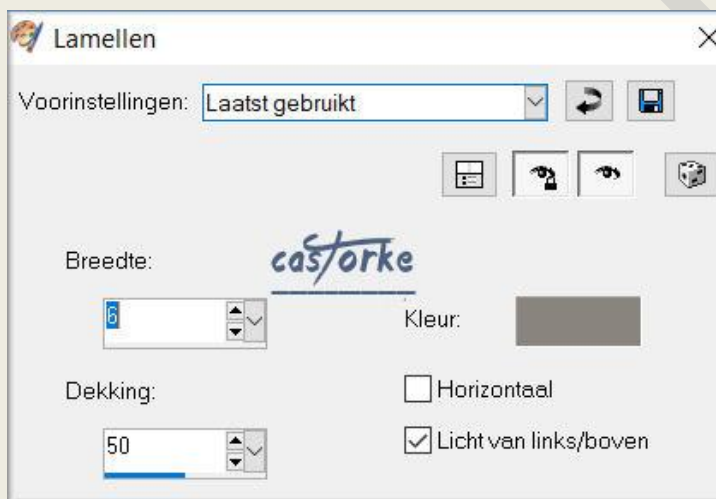 Lamellen
Voorinstellingen: Laatst gebruikt
castorke
Breedte:
6
Kleur:
Dekking:
Horizontaal
50
Licht van links/boven